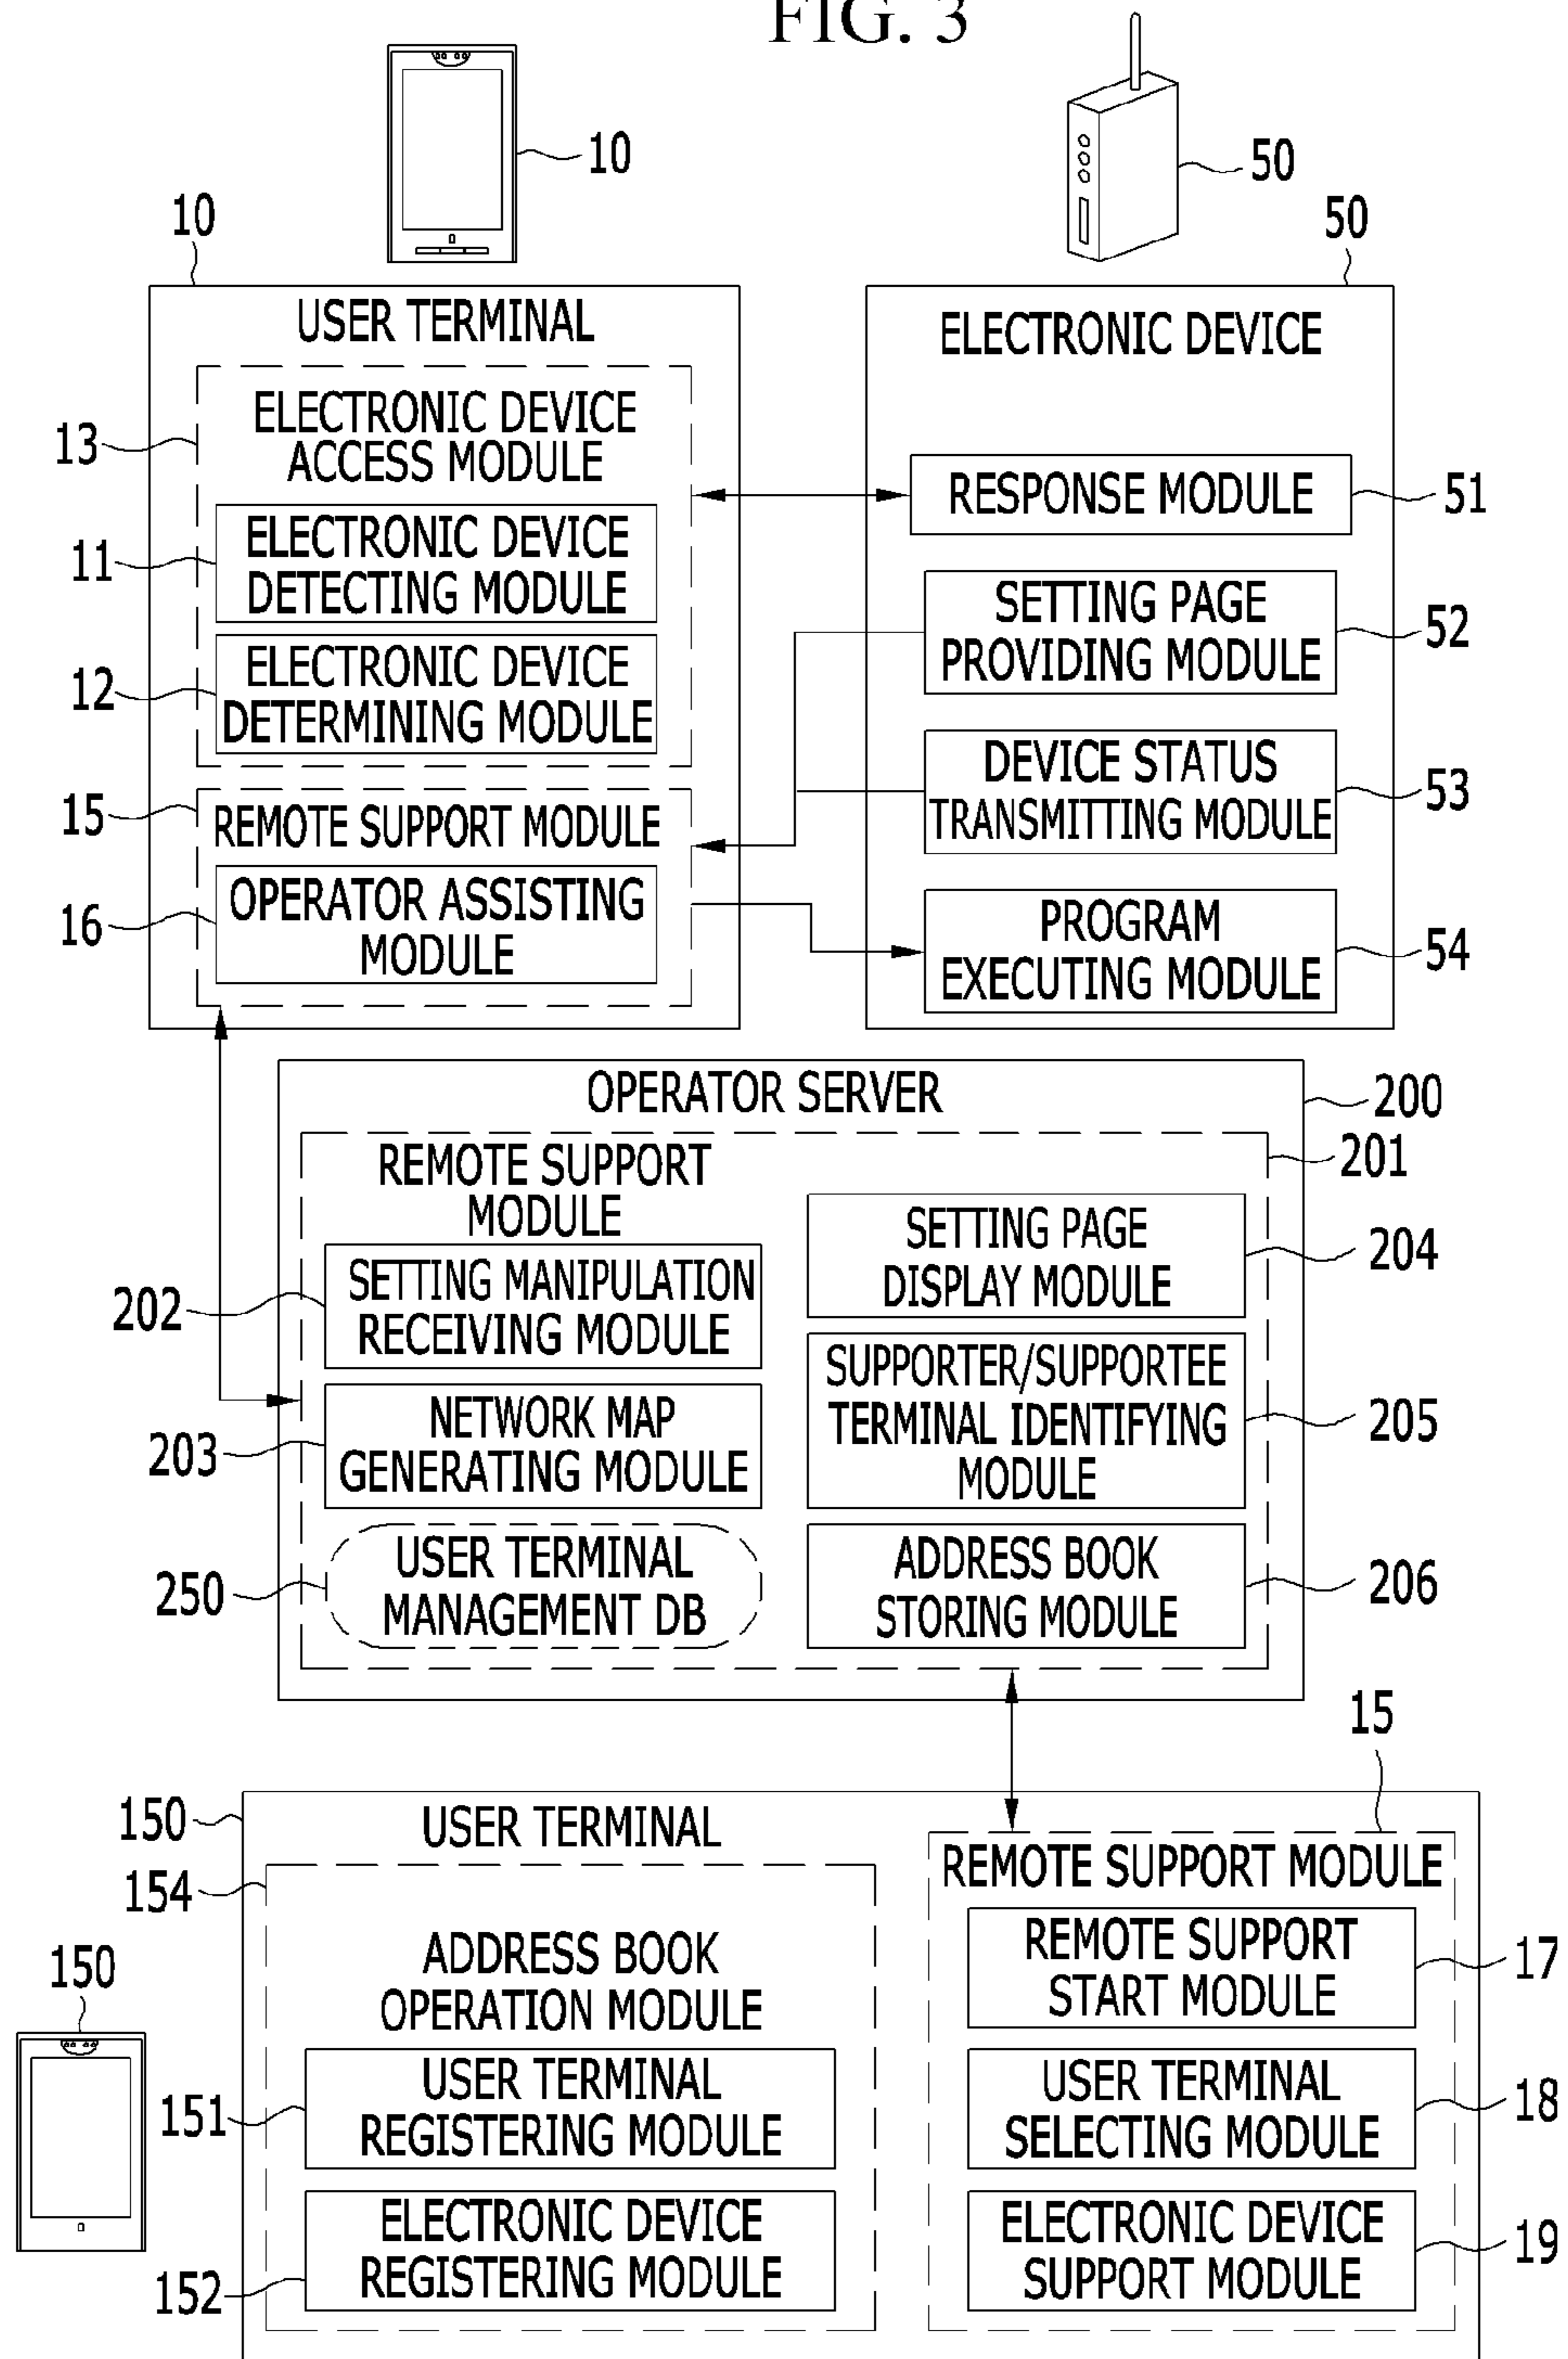 FIG. 3
10
50
10
50
USER TERMINAL
ELECTRONIC DEVICE
13
ELECTRONIC DEVICE
ACCESS MODULE
RESPONSE MODULE
51
11
ELECTRONIC DEVICE
DETECTING MODULE
SETTING PAGE
PROVIDING MODULE
52
12
ELECTRONIC DEVICE
DETERMINING MODULE
DEVICE STATUS
TRANSMITTING MODULE
53
15
REMOTE SUPPORT MODULE
16
OPERATOR ASSISTING
MODULE
PROGRAM
EXECUTING MODULE
54
OPERATOR SERVER
200
201
REMOTE SUPPORT
MODULE
202
SETTING MANIPULATION
RECEIVING MODULE
SETTING PAGE
DISPLAY MODULE
204
203
NETWORK MAP
GENERATING MODULE
SUPPORTER/SUPPORTEE
TERMINAL IDENTIFYING
MODULE
205
250
USER TERMINAL
MANAGEMENT DB
ADDRESS BOOK
STORING MODULE
206
15
150
USER TERMINAL
154
ADDRESS BOOK
OPERATION MODULE
REMOTE SUPPORT MODULE
REMOTE SUPPORT
START MODULE
17
150
151
USER TERMINAL
REGISTERING MODULE
USER TERMINAL
SELECTING MODULE
18
152
ELECTRONIC DEVICE
REGISTERING MODULE
ELECTRONIC DEVICE
SUPPORT MODULE
19